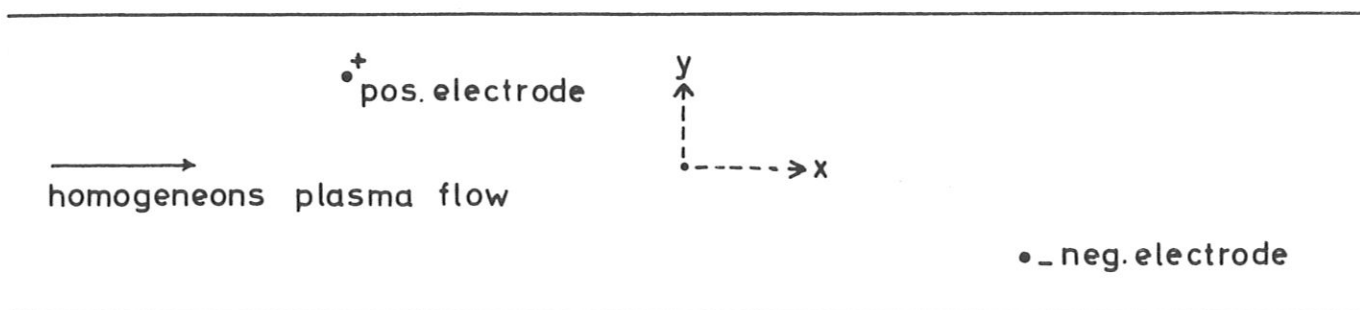 +
pos. electrode
y
x
homogeneons plasma flow
– neg. electrode